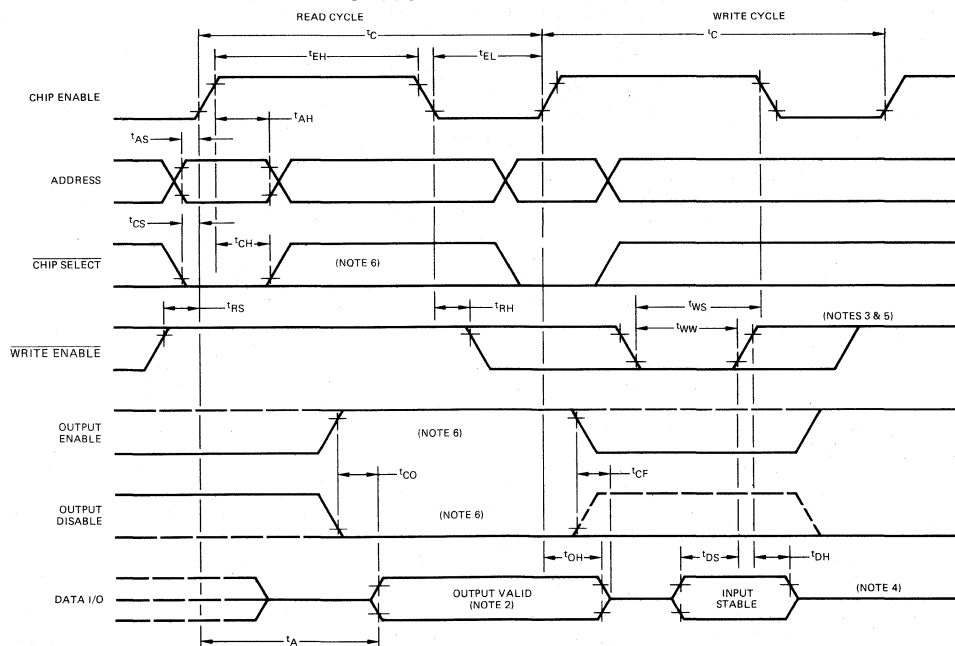 READ CYCLE
WRITE CYCLE
tC
tC
tEH
tEL
CHIP ENABLE
tAH
tAS
ADDRESS
tCS
tCH
CHIP SELECT
(NOTE 6)
tRS
tRH
tWS
tWW
(NOTES 3 & 5)
WRITE ENABLE
OUTPUT
ENABLE
(NOTE 6)
tCO
tCF
OUTPUT
DISABLE
(NOTE 6)
tOH
tDS
tDH
DATA I/O
OUTPUT VALID
(NOTE 2)
INPUT
STABLE
(NOTE 4)
tA